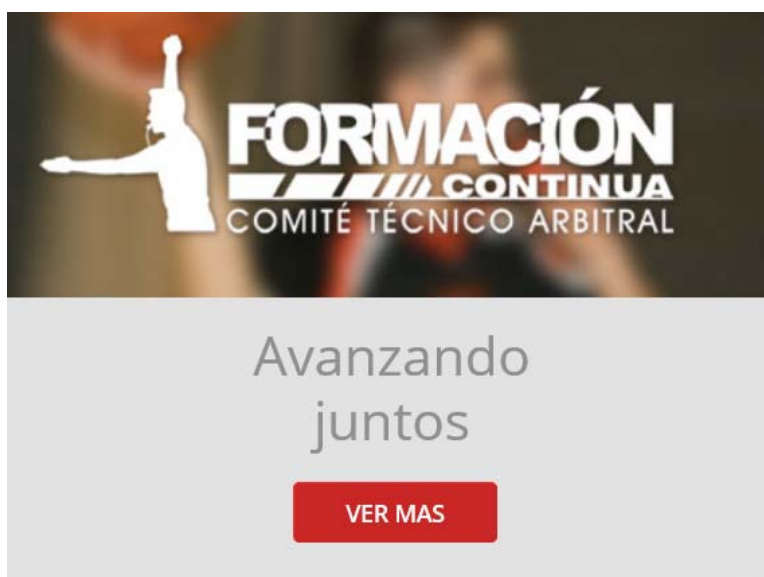 FORMACIÓN
CONTINUA
COMITÉ TÉCNICO ARBITRAL
Avanzando
juntos
VER MAS